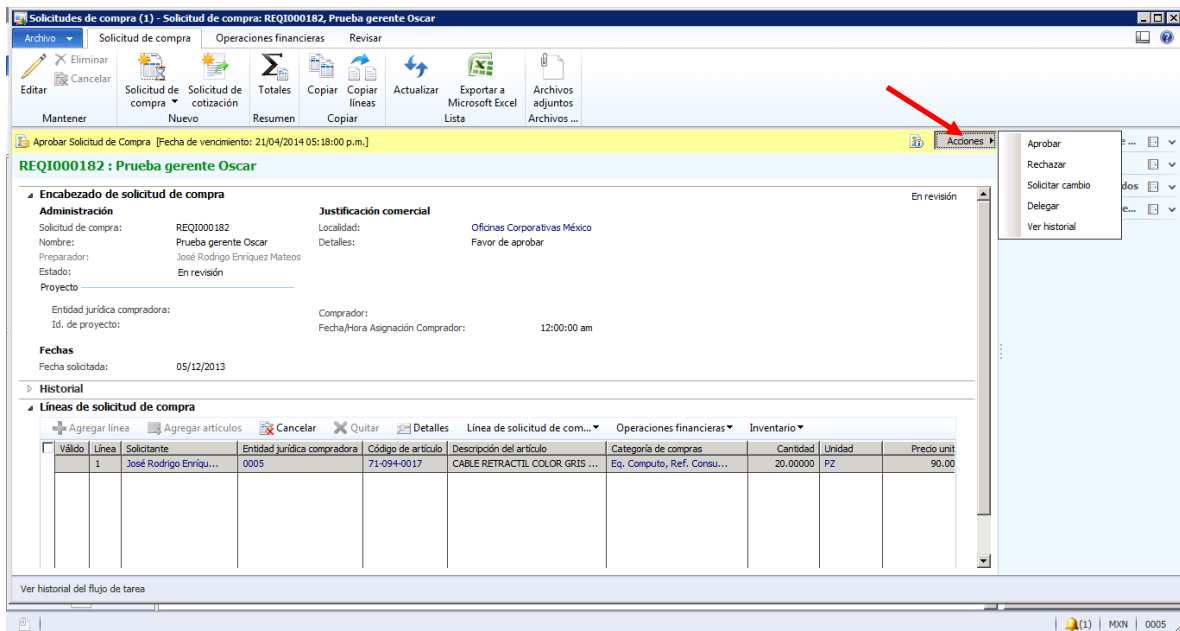 Solicitudes de compra (1) - Solicitud de compra: REQI000182, Prueba gerente Oscar
Archivo Solicitud de compra Operaciones financieras Revisar
Editar
Eliminar
Cancelar
Mantener
Solicitud de compra
Solicitud de cotización
Nuevo
Totales
Resumen
Copiar
Copiar líneas
Copiar
Actualizar
Exportar a Microsoft Excel
Lista
Archivos adjuntos
Archivos ...
Aprobar Solicitud de Compra [Fecha de vencimiento: 21/04/2014 05:18:00 p.m.]
Acciones
Aprobar
Rechazar
Solicitar cambio
Delegar
Ver historial
e ...
dos
e...
REQI000182 : Prueba gerente Oscar
Encabezado de solicitud de compra En revisión
Administración
Solicitud de compra: REQI000182
Nombre: Prueba gerente Oscar
Preparador: José Rodrigo Enríquez Mateos
Estado: En revisión
Proyecto
Entidad jurídica compradora:
Id. de proyecto:
Fechas
Fecha solicitada: 05/12/2013
Justificación comercial
Localidad: Oficinas Corporativas México
Detalles: Favor de aprobar
Comprador:
Fecha/Hora Asignación Comprador: 12:00:00 am
Historial
Líneas de solicitud de compra
Agregar línea Agregar artículos Cancelar Quitar Detalles Línea de solicitud de com... Operaciones financieras Inventario
Válido Línea Solicitante Entidad jurídica compradora Código de artículo Descripción del artículo Categoría de compras Cantidad Unidad Precio unit
1 José Rodrigo Enríqu... 0005 71-094-0017 CABLE RETRACTIL COLOR GRIS ... Eq. Computo, Ref. Consu... 20.00000 PZ 90.00
Ver historial del flujo de tarea
(1) MXN 0005